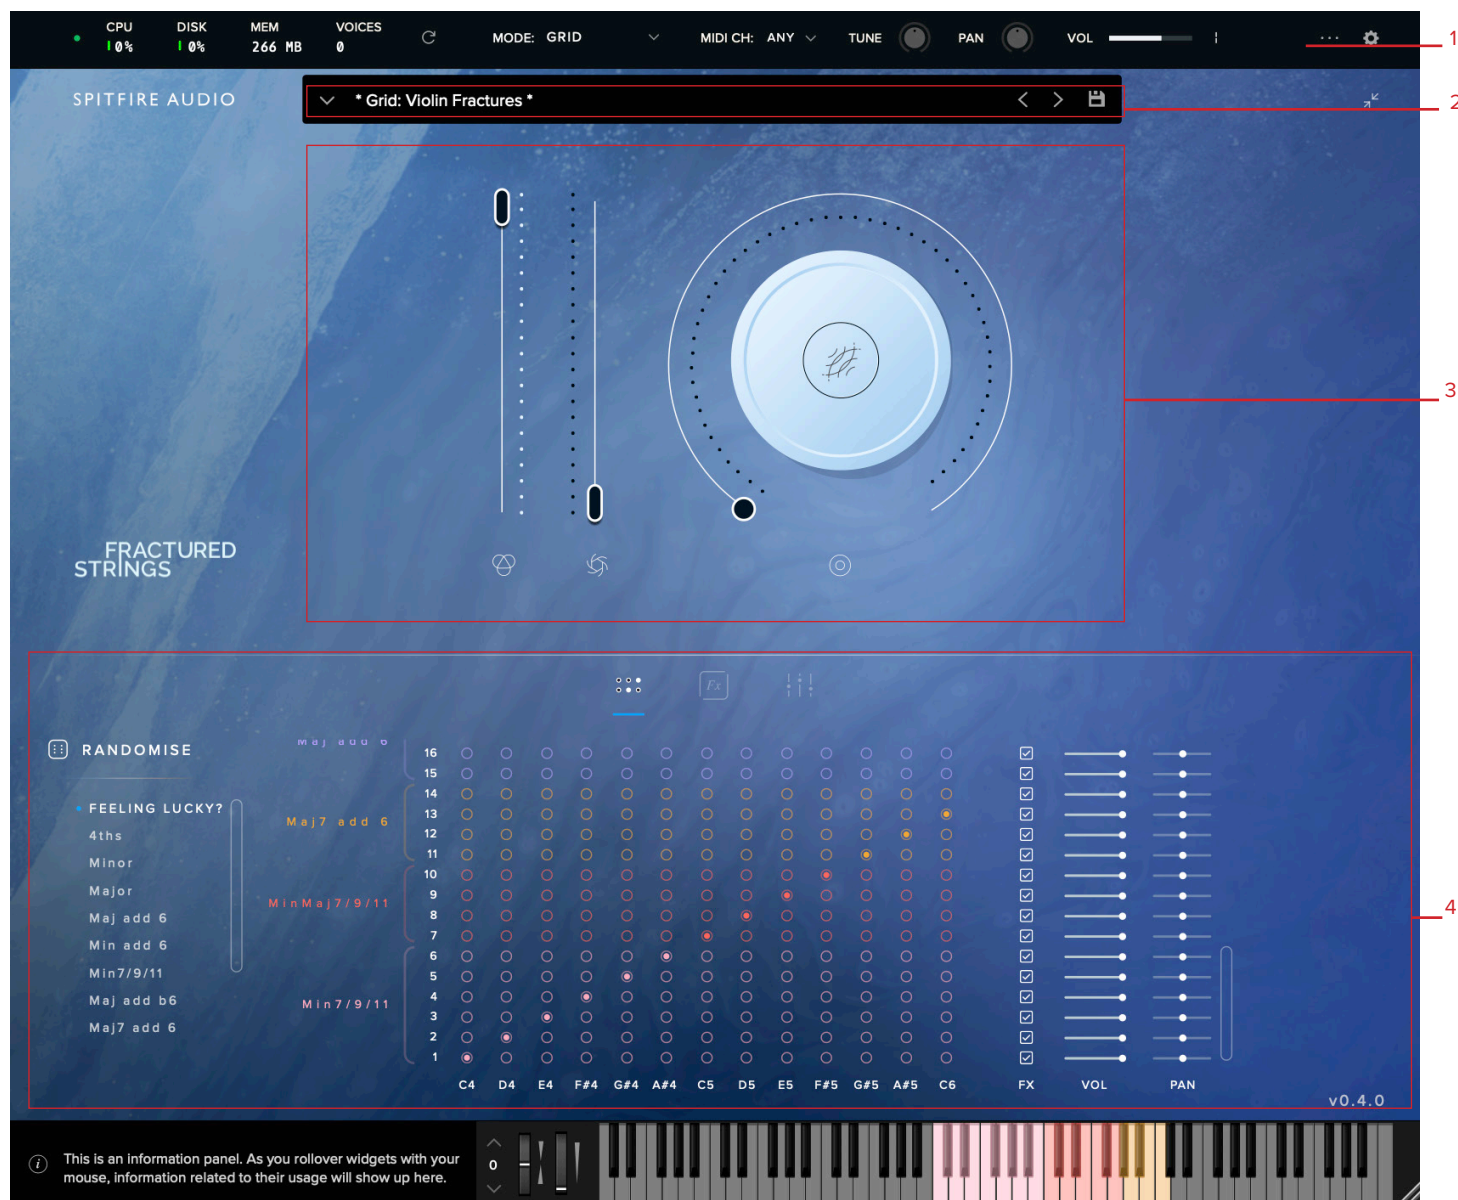 CPU DISK MEM VOICES
0% 0% 266 MB 0
MODE: GRID MIDI CH: ANY TUNE PAN VOL
1
SPITFIRE AUDIO
* Grid: Violin Fractures *
2
3
FRACTURED
STRINGS
Fx
4
RANDOMISE
FEELING LUCKY?
4ths
Minor
Major
Maj add 6
Min add 6
Min7/9/11
Maj add b6
Maj7 add 6
Maj add 6
Maj7 add 6
MinMaj7/9/11
Min7/9/11
16
15
14
13
12
11
10
9
8
7
6
5
4
3
2
1
C4 D4 E4 F#4 G#4 A#4 C5 D5 E5 F#5 G#5 A#5 C6 FX VOL PAN
v0.4.0
i
This is an information panel. As you rollover widgets with your
mouse, information related to their usage will show up here.
0